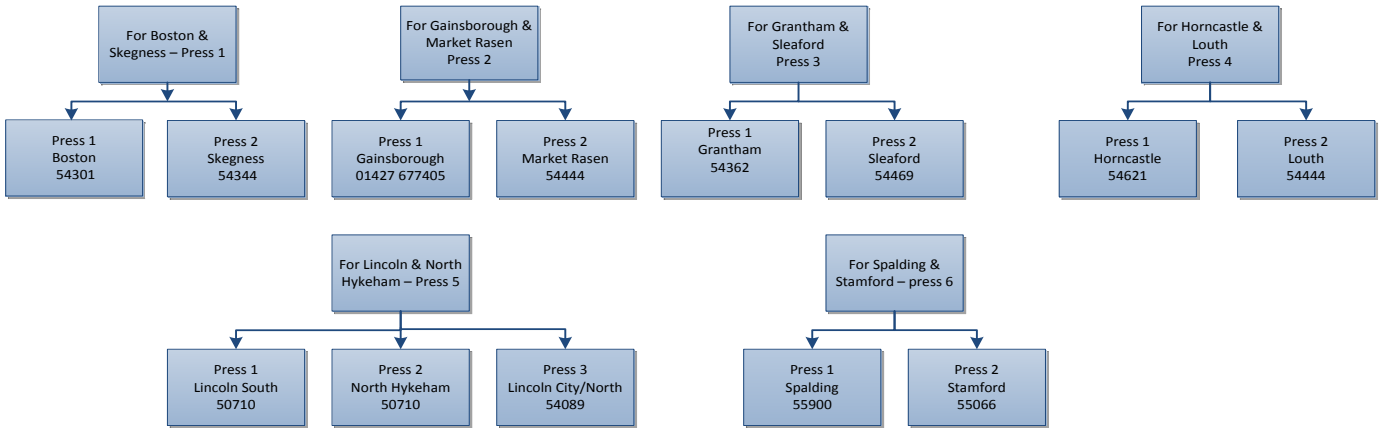 For Boston &
Skegness – Press 1
For Gainsborough &
Market Rasen
Press 2
For Grantham &
Sleaford
Press 3
For Horncastle &
Louth
Press 4
Press 1
Boston
54301
Press 2
Skegness
54344
Press 1
Gainsborough
01427 677405
Press 2
Market Rasen
54444
Press 1
Grantham
54362
Press 2
Sleaford
54469
Press 1
Horncastle
54621
Press 2
Louth
54444
For Lincoln & North
Hykeham – Press 5
For Spalding &
Stamford – press 6
Press 1
Lincoln South
50710
Press 2
North Hykeham
50710
Press 3
Lincoln City/North
54089
Press 1
Spalding
55900
Press 2
Stamford
55066